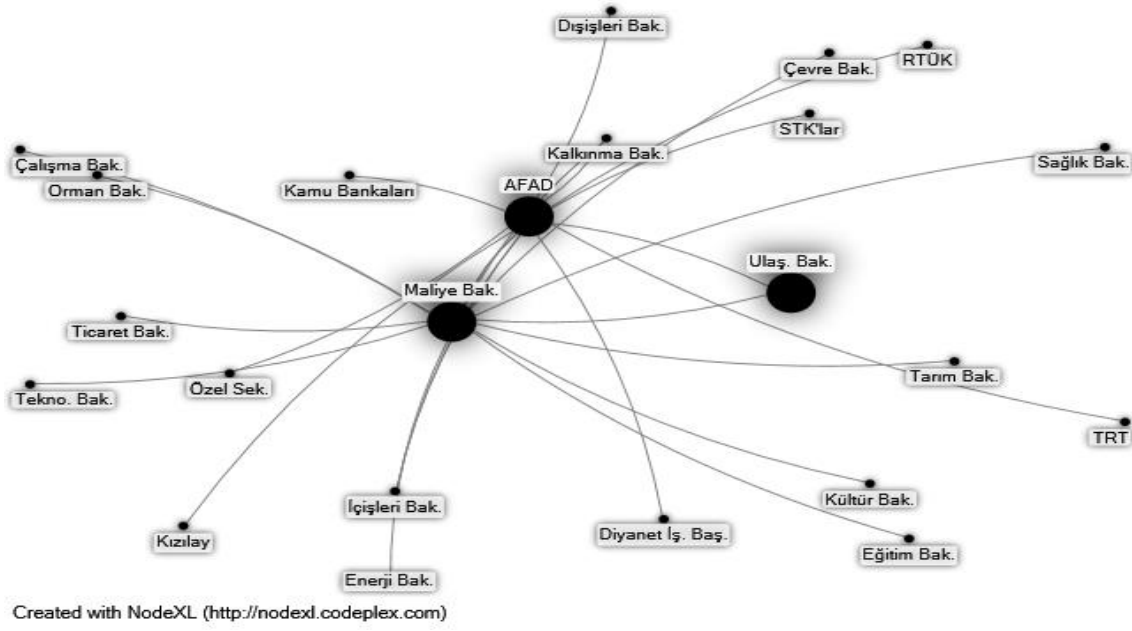 Dışişleri Bak.
Çevre Bak.
RTÜK
STK'lar
Kalkınma Bak.
Sağlık Bak.
Çalışma Bak.
Orman Bak.
Kamu Bankaları
AFAD
Ulaş. Bak.
Maliye Bak.
Ticaret Bak.
Tarım Bak.
Özel Sek.
Tekno. Bak.
TRT
Kültür Bak.
İçişleri Bak.
Diyanet İş. Baş.
Kızılay
Eğitim Bak.
Enerji Bak.
Created with NodeXL (http://nodexl.codeplex.com)